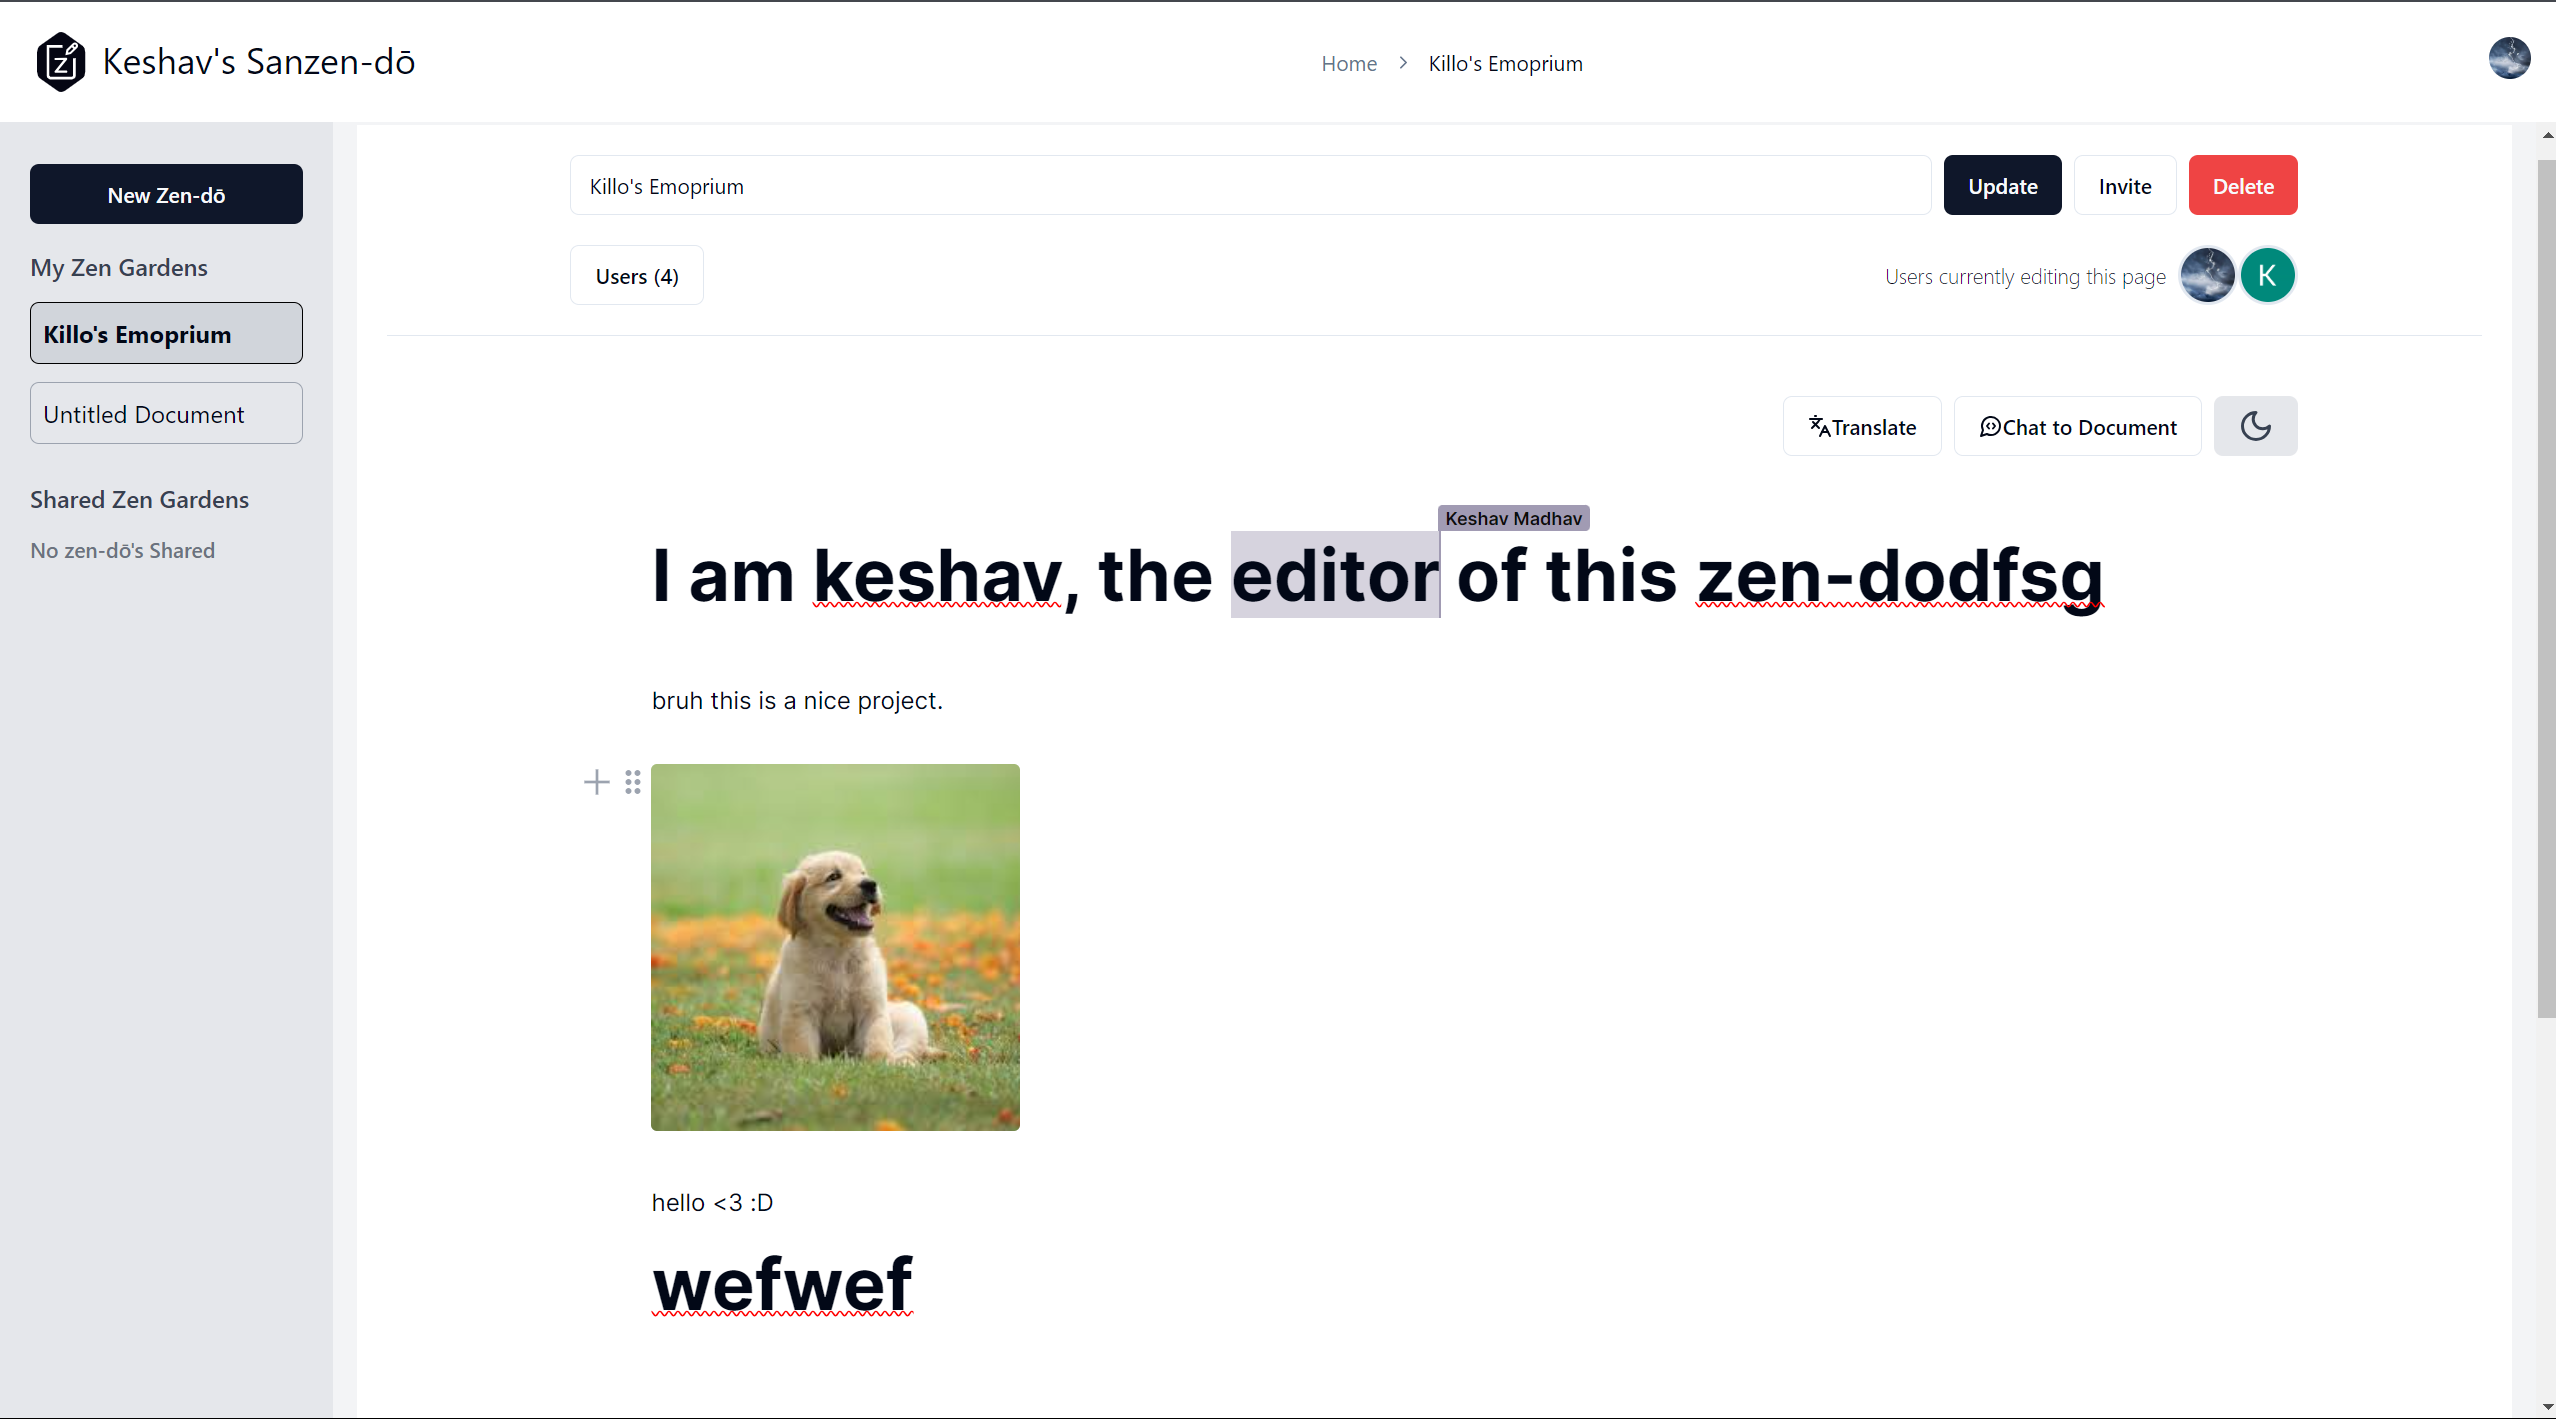 Keshav's Sanzen-dō
Home > Killo's Emoprium
New Zen-dō
My Zen Gardens
Killo's Emoprium
Untitled Document
Shared Zen Gardens
No zen-dō's Shared
Killo's Emoprium
Update
Invite
Delete
Users (4)
Users currently editing this page
K
Translate
Chat to Document
Keshav Madhav
I am keshav, the editor of this zen-dodfsg
bruh this is a nice project.
hello <3 :D
wefwef